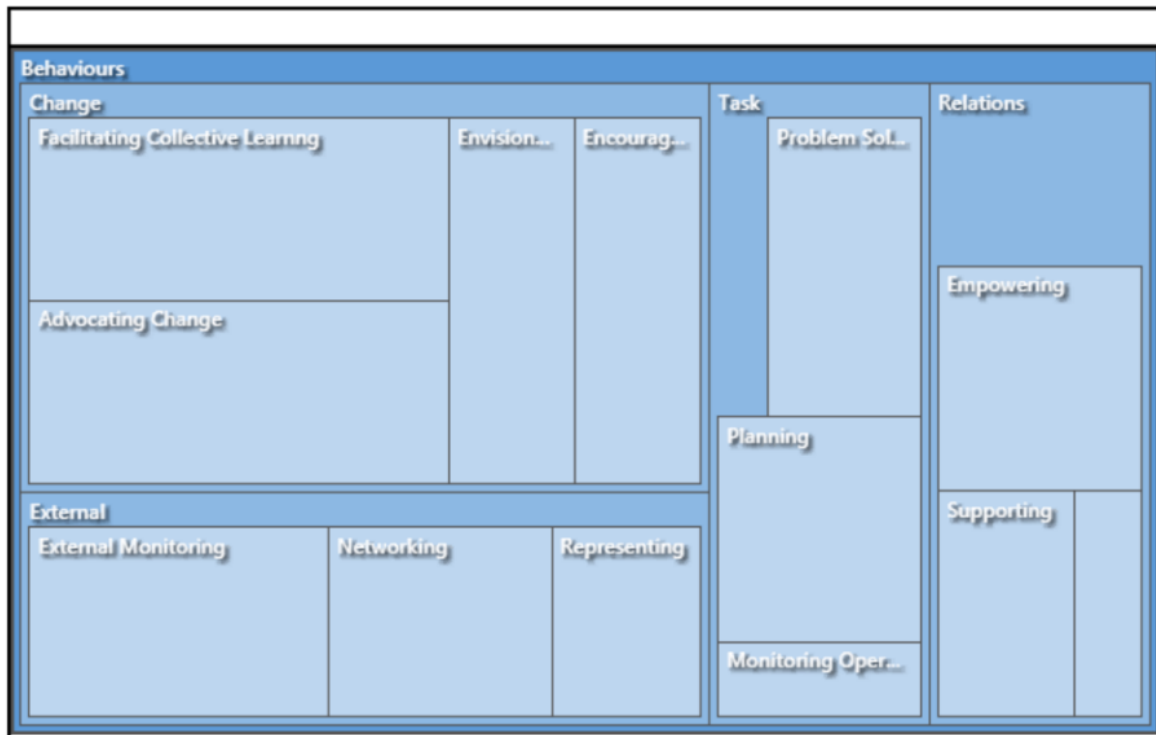 Behaviours
Change
Facilitating Collective Learnng
Envision...
Encourag...
Advocating Change
External
External Monitoring
Networking
Representing
Task
Problem Sol...
Planning
Monitoring Oper...
Relations
Empowering
Supporting